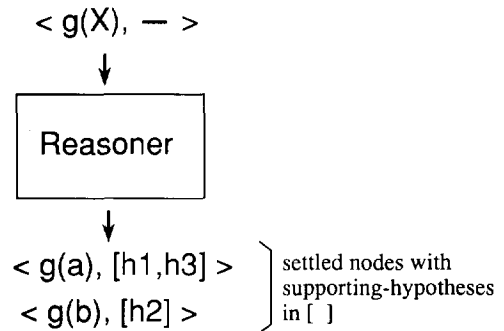 < g(X), — >
Reasoner
< g(a), [h1,h3] >
< g(b), [h2] >
settled nodes with
supporting-hypotheses
in [ ]